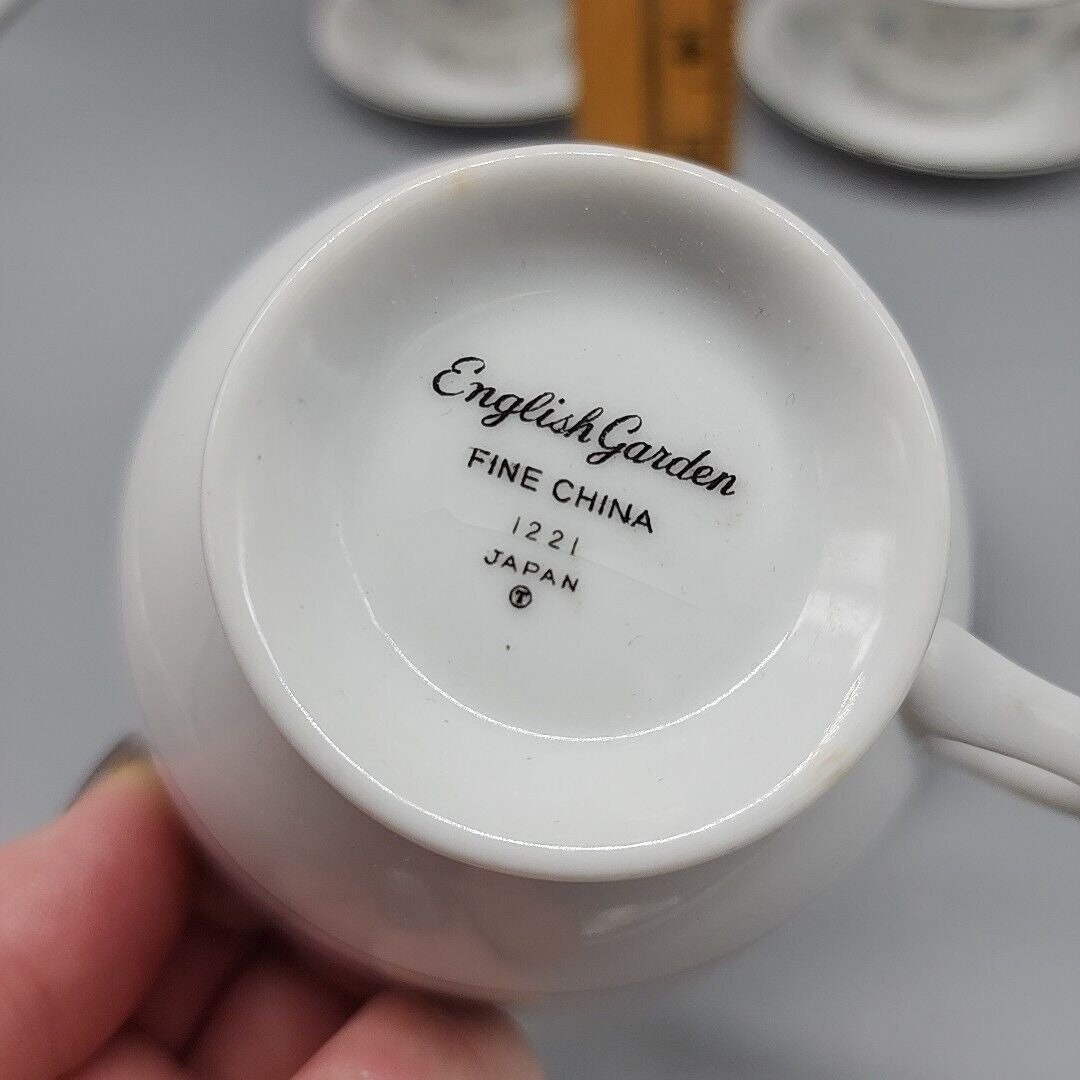 English Garden
FINE CHINA
1221
JAPAN
T